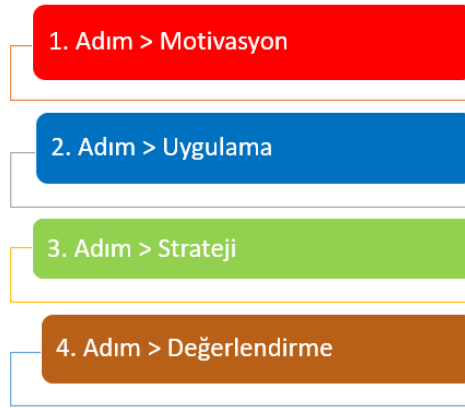 1. Adım > Motivasyon
2. Adım > Uygulama
3. Adım > Strateji
4. Adım > Değerlendirme